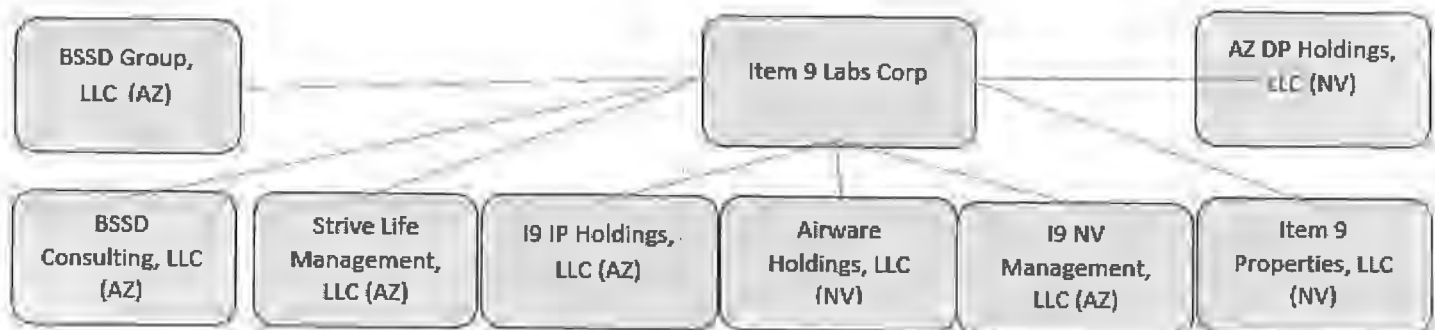 BSSD Group,
LLC (AZ)
Item 9 Labs Corp
AZ DP Holdings,
LLC (NV)
BSSD
Consulting, LLC
(AZ)
Strive Life
Management,
LLC (AZ)
I9 IP Holdings,
LLC (AZ)
Airware
Holdings, LLC
(NV)
I9 NV
Management,
LLC (AZ)
Item 9
Properties, LLC
(NV)